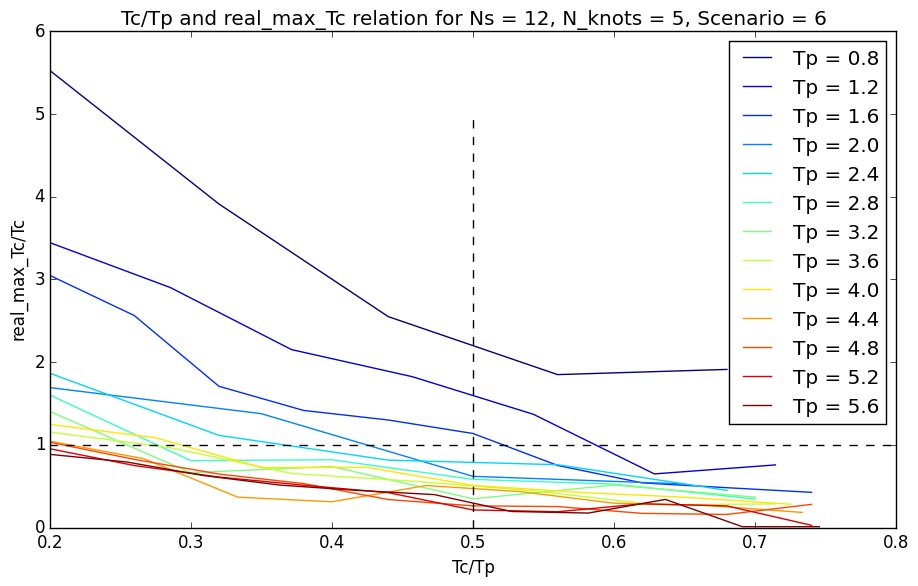 Tc/Tp and real_max_Tc relation for Ns = 12, N_knots = 5, Scenario = 6
6
5
4
3
2
1
0
real_max_Tc/Tc
0.2
0.3
0.4
0.5
0.6
0.7
0.8
Tc/Tp
Tp = 0.8
Tp = 1.2
Tp = 1.6
Tp = 2.0
Tp = 2.4
Tp = 2.8
Tp = 3.2
Tp = 3.6
Tp = 4.0
Tp = 4.4
Tp = 4.8
Tp = 5.2
Tp = 5.6